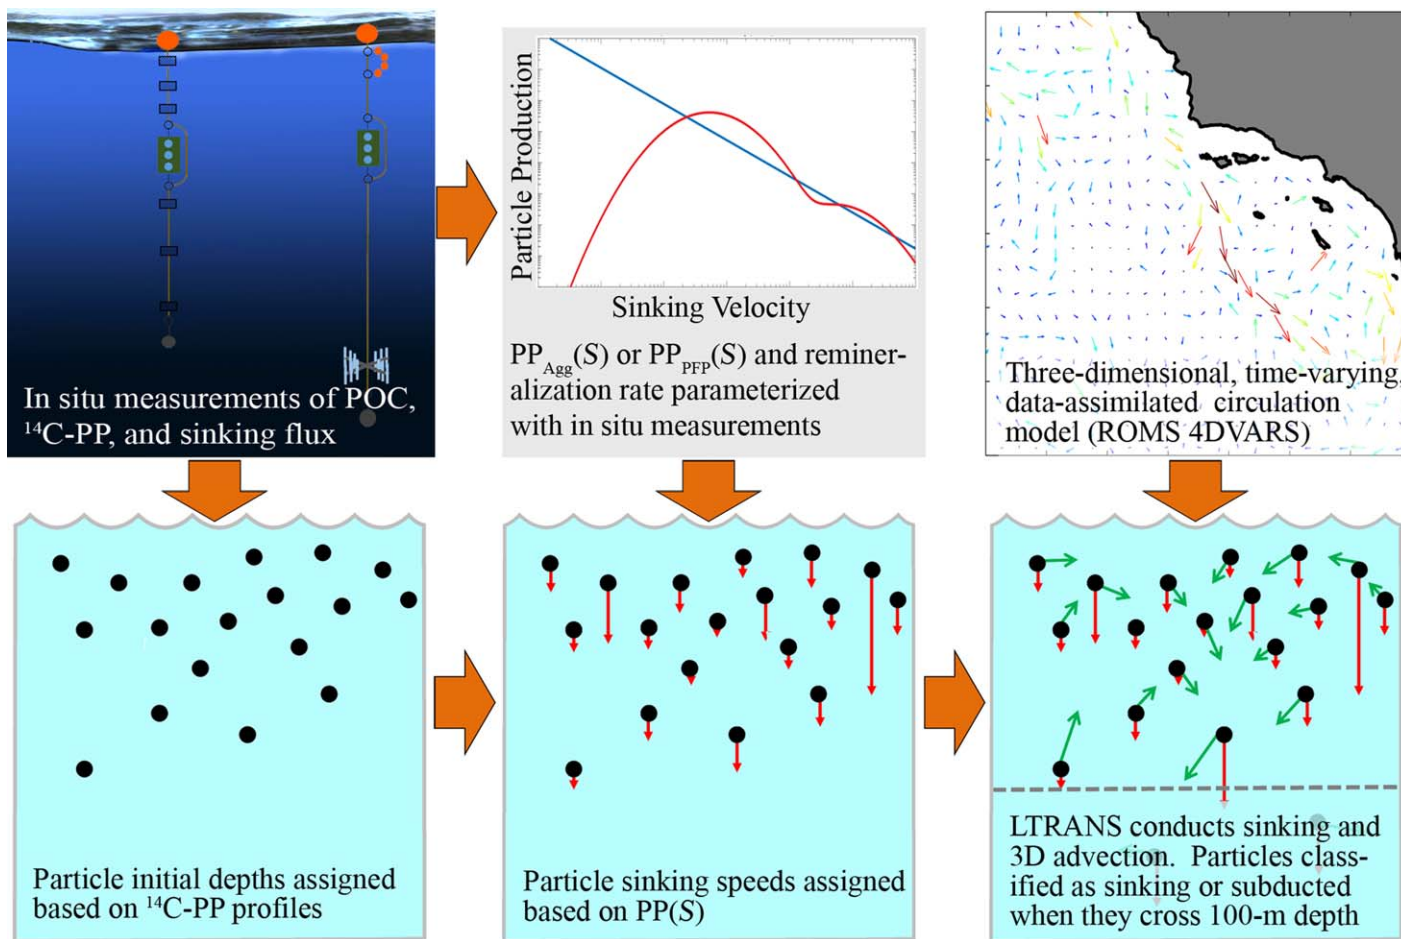 In situ measurements of POC,
¹⁴C-PP, and sinking flux
Particle Production
Sinking Velocity
PP_Agg(S) or PP_PFP(S) and reminer-
alization rate parameterized
with in situ measurements
Three-dimensional, time-varying,
data-assimilated circulation
model (ROMS 4DVARS)
Particle initial depths assigned
based on ¹⁴C-PP profiles
Particle sinking speeds assigned
based on PP(S)
LTRANS conducts sinking and
3D advection. Particles class-
ified as sinking or subducted
when they cross 100-m depth